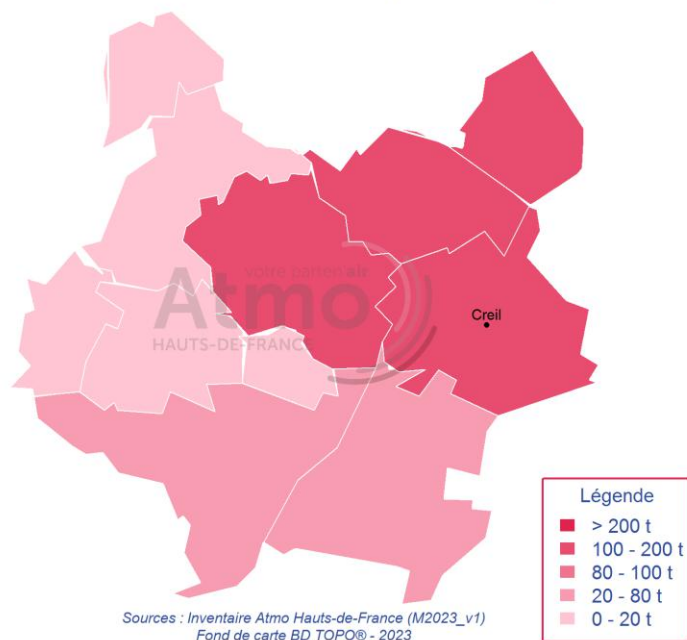 votre parten'air
Atmo
HAUTS-DE-FRANCE
Creil
Légende
> 200 t
100 - 200 t
80 - 100 t
20 - 80 t
0 - 20 t
Sources : Inventaire Atmo Hauts-de-France (M2023_v1)
Fond de carte BD TOPO® - 2023